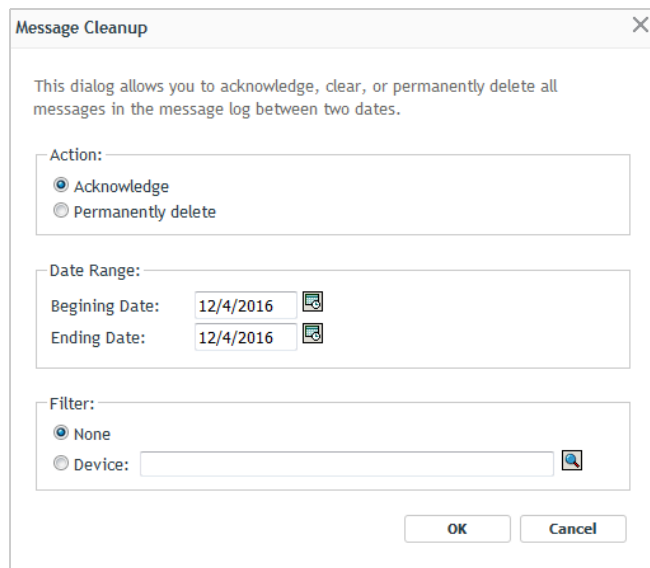 Message Cleanup
This dialog allows you to acknowledge, clear, or permanently delete all
messages in the message log between two dates.
Action:
Acknowledge
Permanently delete
Date Range:
Begining Date: 12/4/2016
Ending Date: 12/4/2016
Filter:
None
Device:
OK Cancel